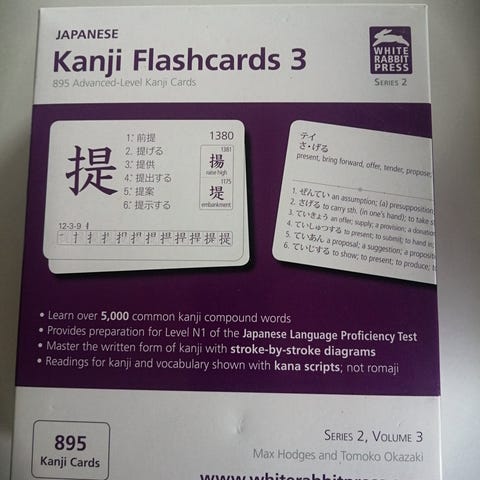 JAPANESE
Kanji Flashcards 3
895 Advanced-Level Kanji Cards
WHITE
RABBIT
PRESS
SERIES 2
提
1. 前提
2. 提げる
3. 提供
4. 提出する
5. 提案
6. 提示する
1380
1381
揚
raise high
1175
堤
embankment
12-3-9
テイ
さ・げる
present, bring forward, offer, tender, propose;
1. ぜんてい an assumption; (a) presupposition
2. さげる to carry sth. (in one's hand); to take s
3. ていきょう an offer; supply; a provision; a donation
4. ていしゅつする to present; to submit; to hand in
5. ていあん a proposal; a suggestion; a propositi
6. ていじする to show; to present; to produce; t
• Learn over 5,000 common kanji compound words
• Provides preparation for Level N1 of the Japanese Language Proficiency Test
• Master the written form of kanji with stroke-by-stroke diagrams
• Readings for kanji and vocabulary shown with kana scripts; not romaji
895
Kanji Cards
SERIES 2, VOLUME 3
Max Hodges and Tomoko Okazaki
www.whiterabbitpress